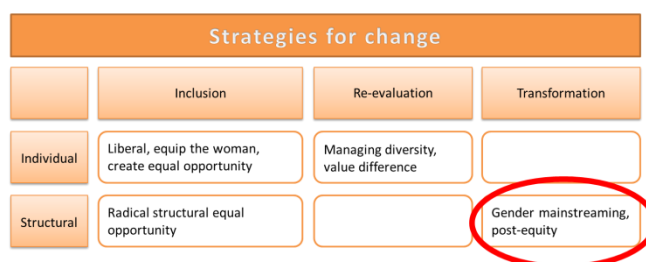 Strategies for change
Inclusion
Re-evaluation
Transformation
Individual
Liberal, equip the woman,
create equal opportunity
Managing diversity,
value difference
Structural
Radical structural equal
opportunity
Gender mainstreaming,
post-equity